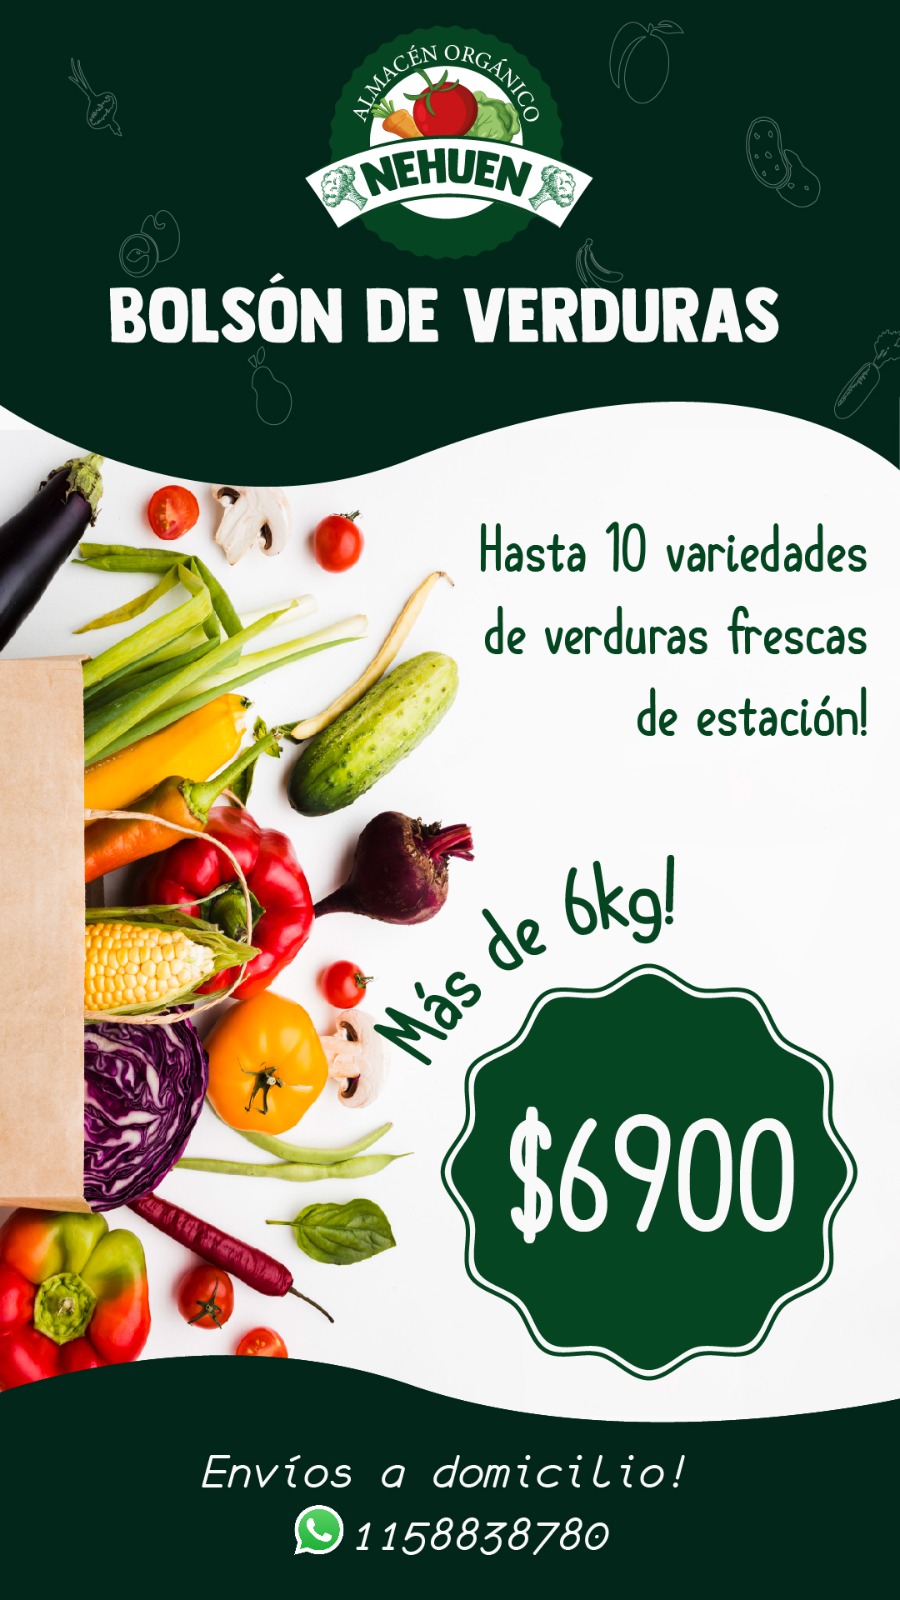 ALMACÉN ORGÁNICO
NEHUEN
BOLSÓN DE VERDURAS
Hasta 10 variedades
de verduras frescas
de estación!
Más de 6kg!
$6900
Envíos a domicilio!
1158838780